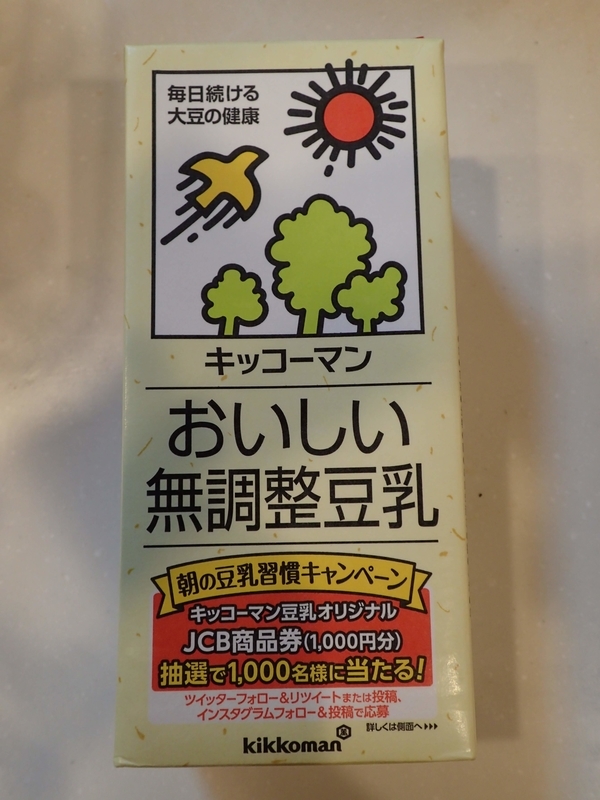 毎日続ける
大豆の健康
キッコーマン
おいしい
無調整豆乳
朝の豆乳習慣キャンペーン
キッコーマン豆乳オリジナル
JCB商品券(1,000円分)
抽選で1,000名様に当たる!
ツイッターフォロー&リツイートまたは投稿、
インスタグラムフォロー&投稿で応募
詳しくは側面へ▶▶▶
kikkoman